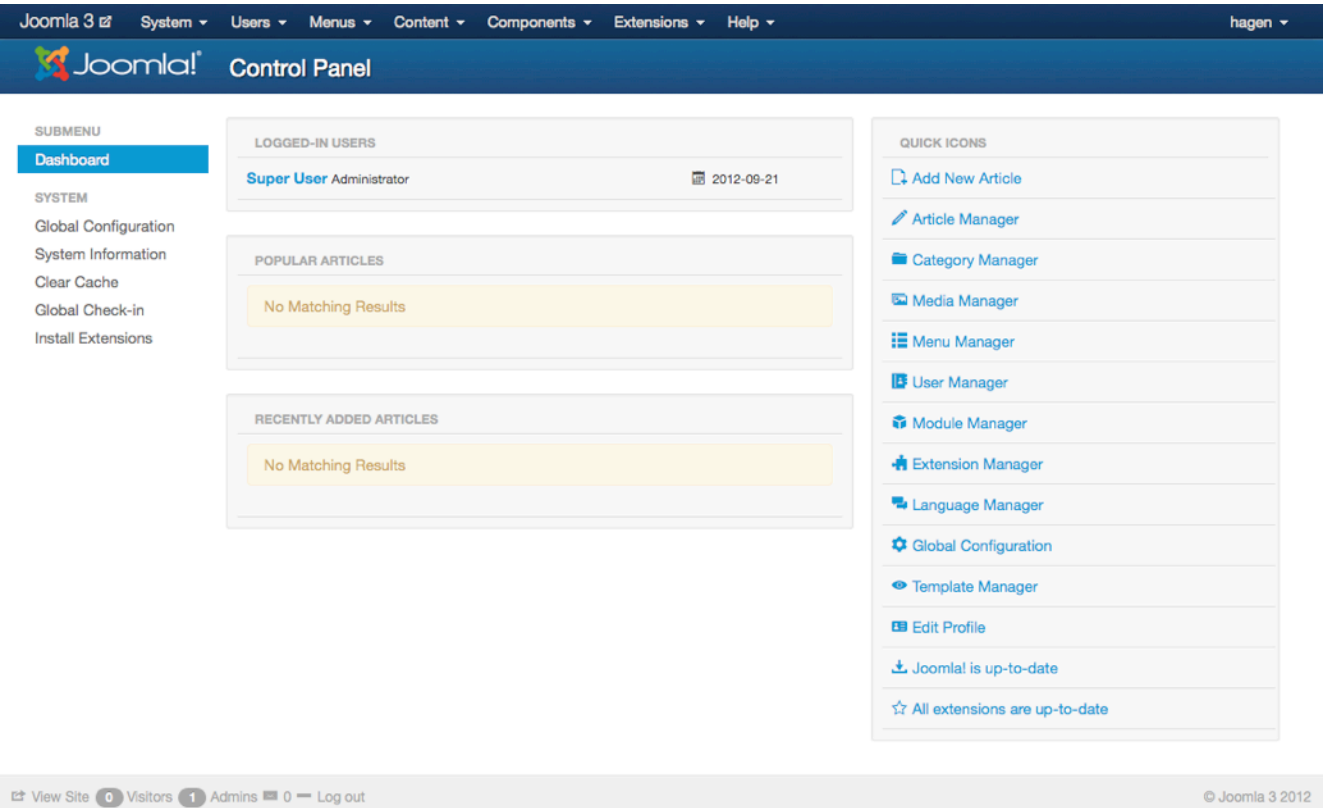 Joomla 3 System Users Menus Content Components Extensions Help hagen
Joomla!® Control Panel
SUBMENU
Dashboard
SYSTEM
Global Configuration
System Information
Clear Cache
Global Check-in
Install Extensions
LOGGED-IN USERS
Super User Administrator 2012-09-21
POPULAR ARTICLES
No Matching Results
RECENTLY ADDED ARTICLES
No Matching Results
QUICK ICONS
Add New Article
Article Manager
Category Manager
Media Manager
Menu Manager
User Manager
Module Manager
Extension Manager
Language Manager
Global Configuration
Template Manager
Edit Profile
Joomla! is up-to-date
All extensions are up-to-date
View Site 0 Visitors 1 Admins 0 Log out © Joomla 3 2012